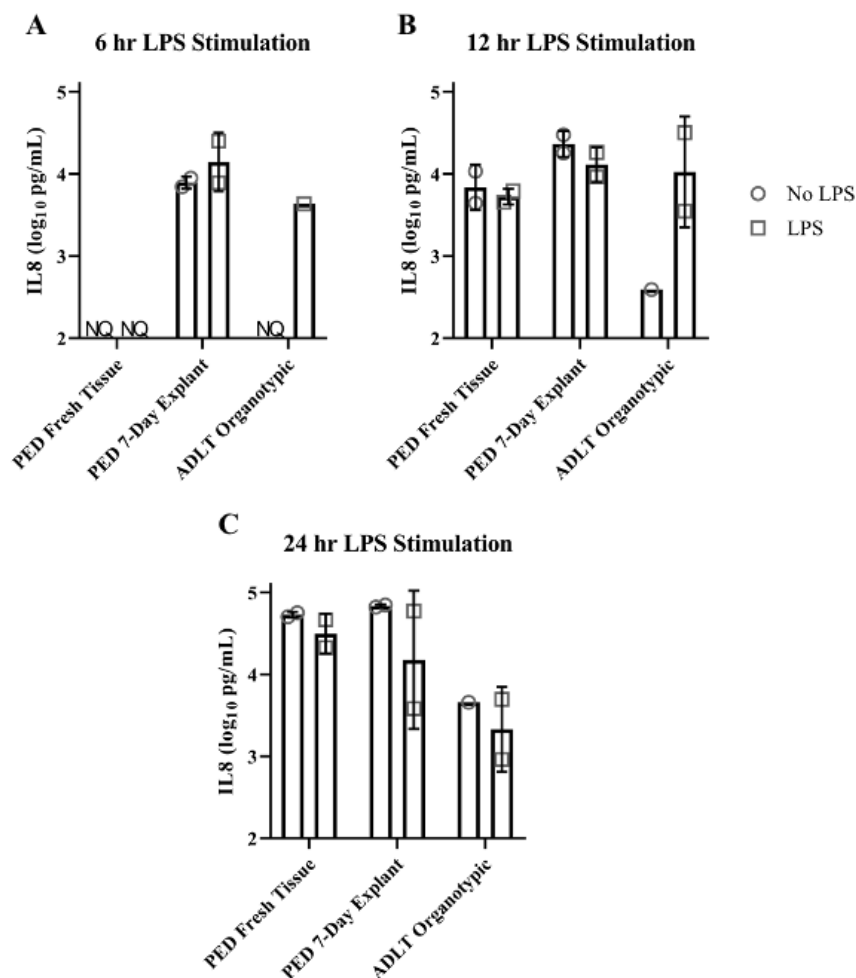 A
6 hr LPS Stimulation
5
4
3
2
IL8 (log10 pg/mL)
NQ NQ
NQ
PED Fresh Tissue
PED 7-Day Explant
ADLT Organotypic
B
12 hr LPS Stimulation
5
4
3
2
IL8 (log10 pg/mL)
PED Fresh Tissue
PED 7-Day Explant
ADLT Organotypic
No LPS
LPS
C
24 hr LPS Stimulation
5
4
3
2
IL8 (log10 pg/mL)
PED Fresh Tissue
PED 7-Day Explant
ADLT Organotypic